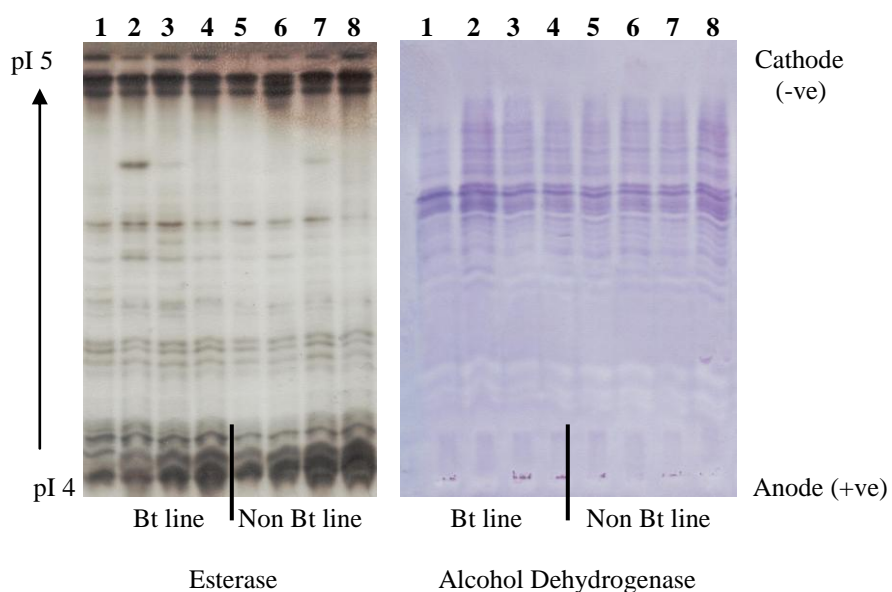 1 2 3 4 5 6 7 8
1 2 3 4 5 6 7 8
pI 5
Cathode
(-ve)
pI 4
Anode (+ve)
Bt line
Non Bt line
Bt line
Non Bt line
Esterase
Alcohol Dehydrogenase